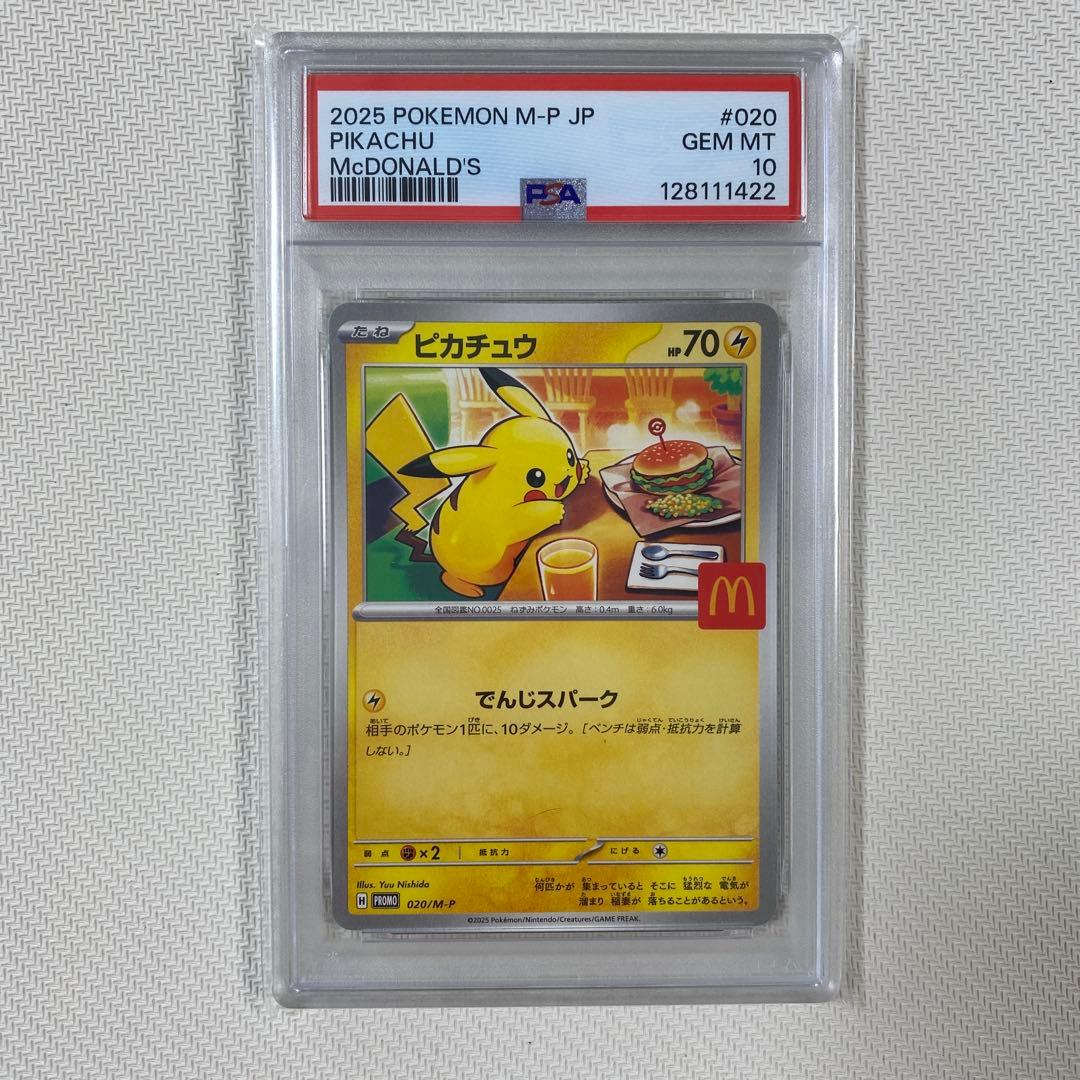 2025 POKEMON M-P JP #020
PIKACHU GEM MT
McDONALD'S 10
PSA 128111422
たね ピカチュウ HP70
全国図鑑NO.0025 ねずみポケモン 高さ:0.4m 重さ:6.0kg
でんじスパーク
相手のポケモン1匹に、10ダメージ。[ベンチは弱点・抵抗力を計算
しない。]
弱点 ×2 抵抗力 にげる
Illus. Yuu Nishida
何匹かが 集まっていると そこに 猛烈な 電気が
溜まり 稲妻が 落ちることがあるという。
H PROMO 020/M-P
©2025 Pokémon/Nintendo/Creatures/GAME FREAK.